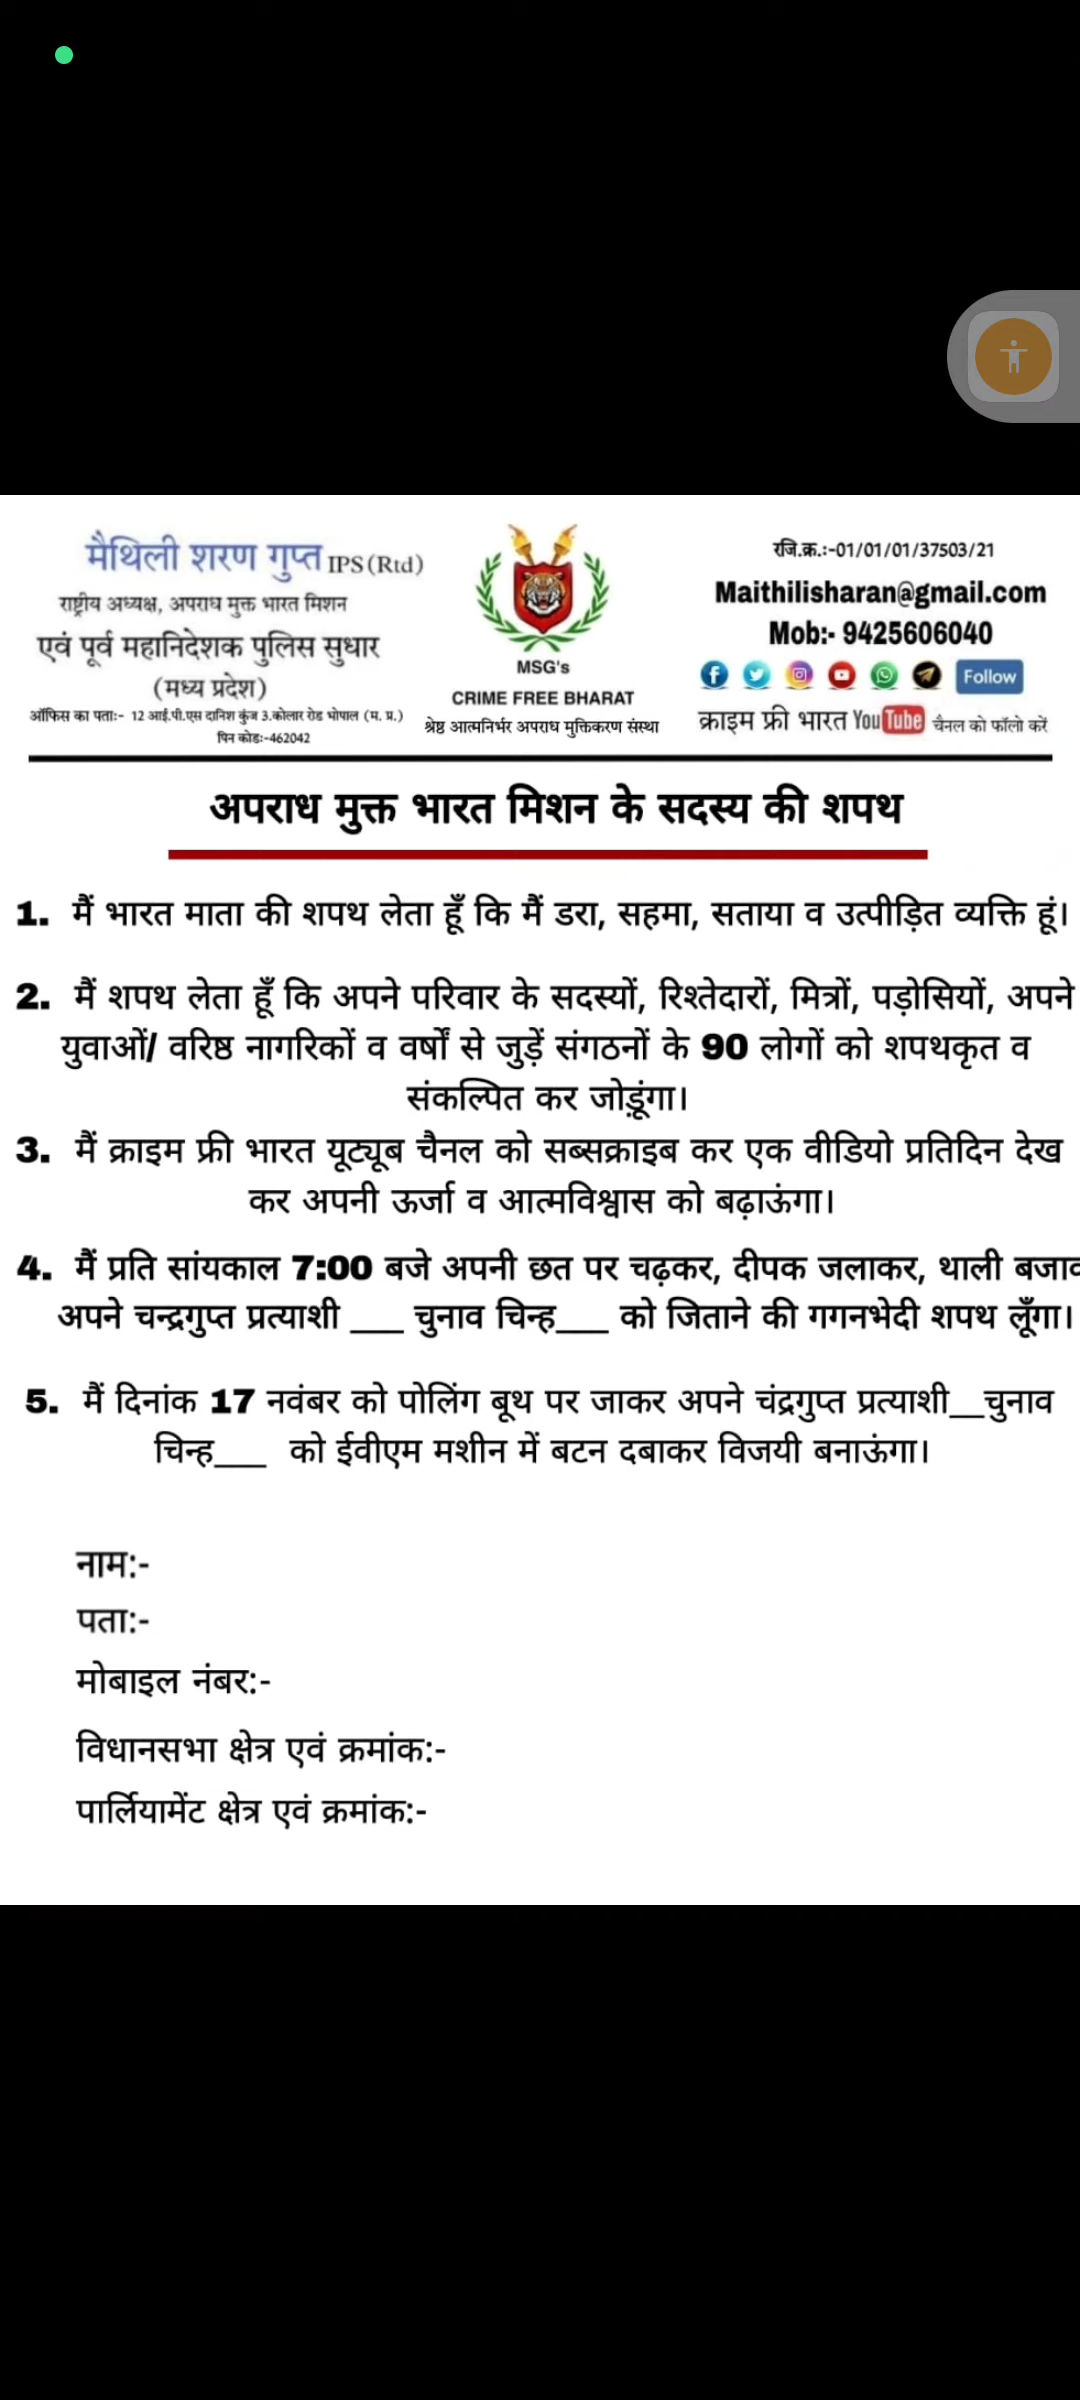 मैथिली शरण गुप्त IPS (Rtd)
राष्ट्रीय अध्यक्ष, अपराध मुक्त भारत मिशन
एवं पूर्व महानिदेशक पुलिस सुधार
(मध्य प्रदेश)
ऑफिस का पताः- 12 आई.पी.एस दानिश कुंज 3.कोलार रोड भोपाल (म. प्र.)
पिन कोडः-462042
MSG's
CRIME FREE BHARAT
श्रेष्ठ आत्मनिर्भर अपराध मुक्तिकरण संस्था
रजि.क्र.:-01/01/01/37503/21
Maithilisharan@gmail.com
Mob:- 9425606040
Follow
क्राइम फ्री भारत YouTube चैनल को फॉलो करें
अपराध मुक्त भारत मिशन के सदस्य की शपथ
1. मैं भारत माता की शपथ लेता हूँ कि मैं डरा, सहमा, सताया व उत्पीड़ित व्यक्ति हूं।
2. मैं शपथ लेता हूँ कि अपने परिवार के सदस्यों, रिश्तेदारों, मित्रों, पड़ोसियों, अपने
युवाओं/ वरिष्ठ नागरिकों व वर्षों से जुड़ें संगठनों के 90 लोगों को शपथकृत व
संकल्पित कर जोड़ूंगा।
3. मैं क्राइम फ्री भारत यूट्यूब चैनल को सब्सक्राइब कर एक वीडियो प्रतिदिन देख
कर अपनी ऊर्जा व आत्मविश्वास को बढ़ाऊंगा।
4. मैं प्रति सांयकाल 7:00 बजे अपनी छत पर चढ़कर, दीपक जलाकर, थाली
अपने चन्द्रगुप्त प्रत्याशी ___ चुनाव चिन्ह___ को जिताने की गगनभेदी शपथ लूँगा।
5. मैं दिनांक 17 नवंबर को पोलिंग बूथ पर जाकर अपने चंद्रगुप्त प्रत्याशी__चुनाव
चिन्ह___ को ईवीएम मशीन में बटन दबाकर विजयी बनाऊंगा।
नाम:-
पता:-
मोबाइल नंबर:-
विधानसभा क्षेत्र एवं क्रमांक:-
पार्लियामेंट क्षेत्र एवं क्रमांक:-